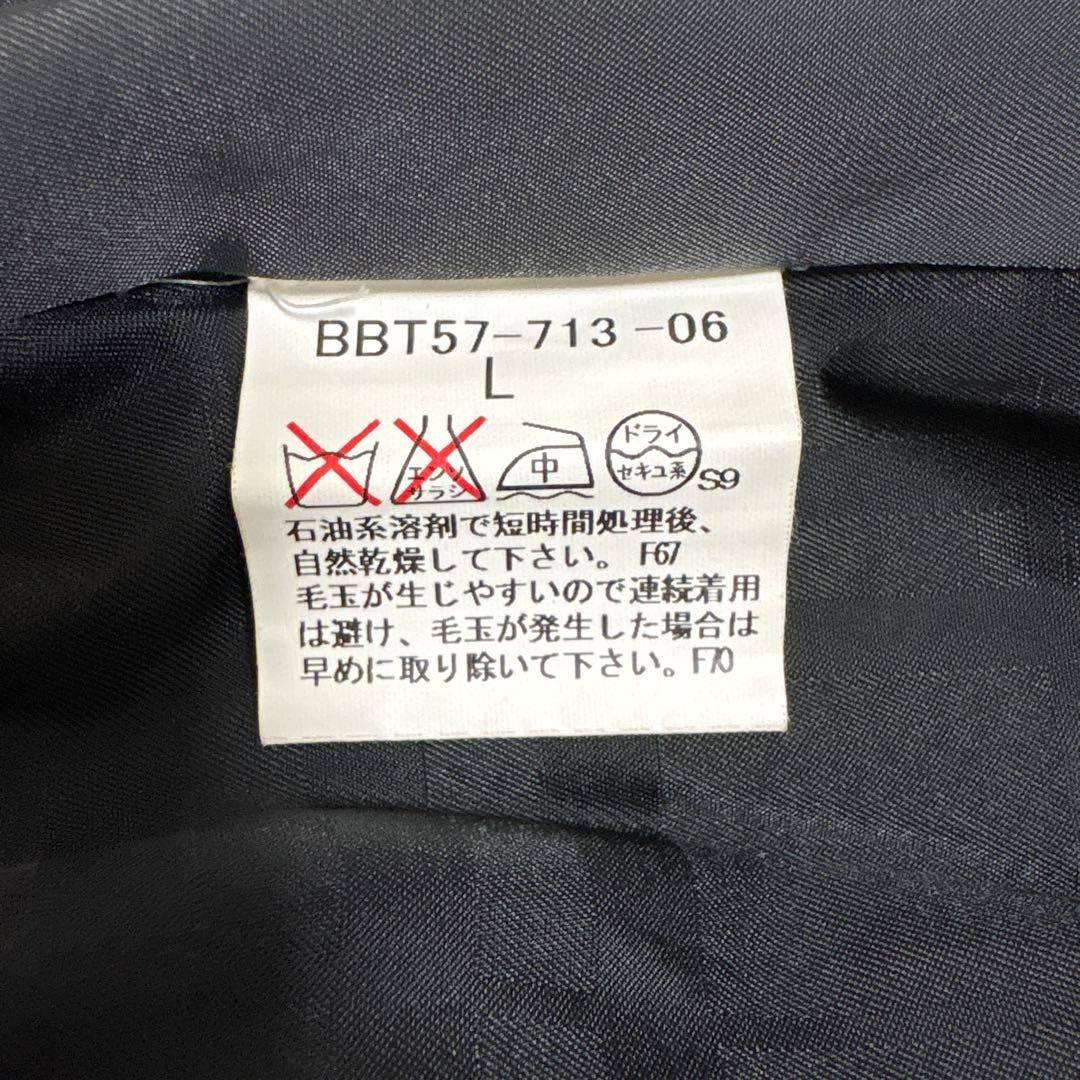 BBT57-713-06
L
エンソ
サラシ
中
ドライ
セキユ系
S9
石油系溶剤で短時間処理後、
自然乾燥して下さい。F67
毛玉が生じやすいので連続着用
は避け、毛玉が発生した場合は
早めに取り除いて下さい。F70